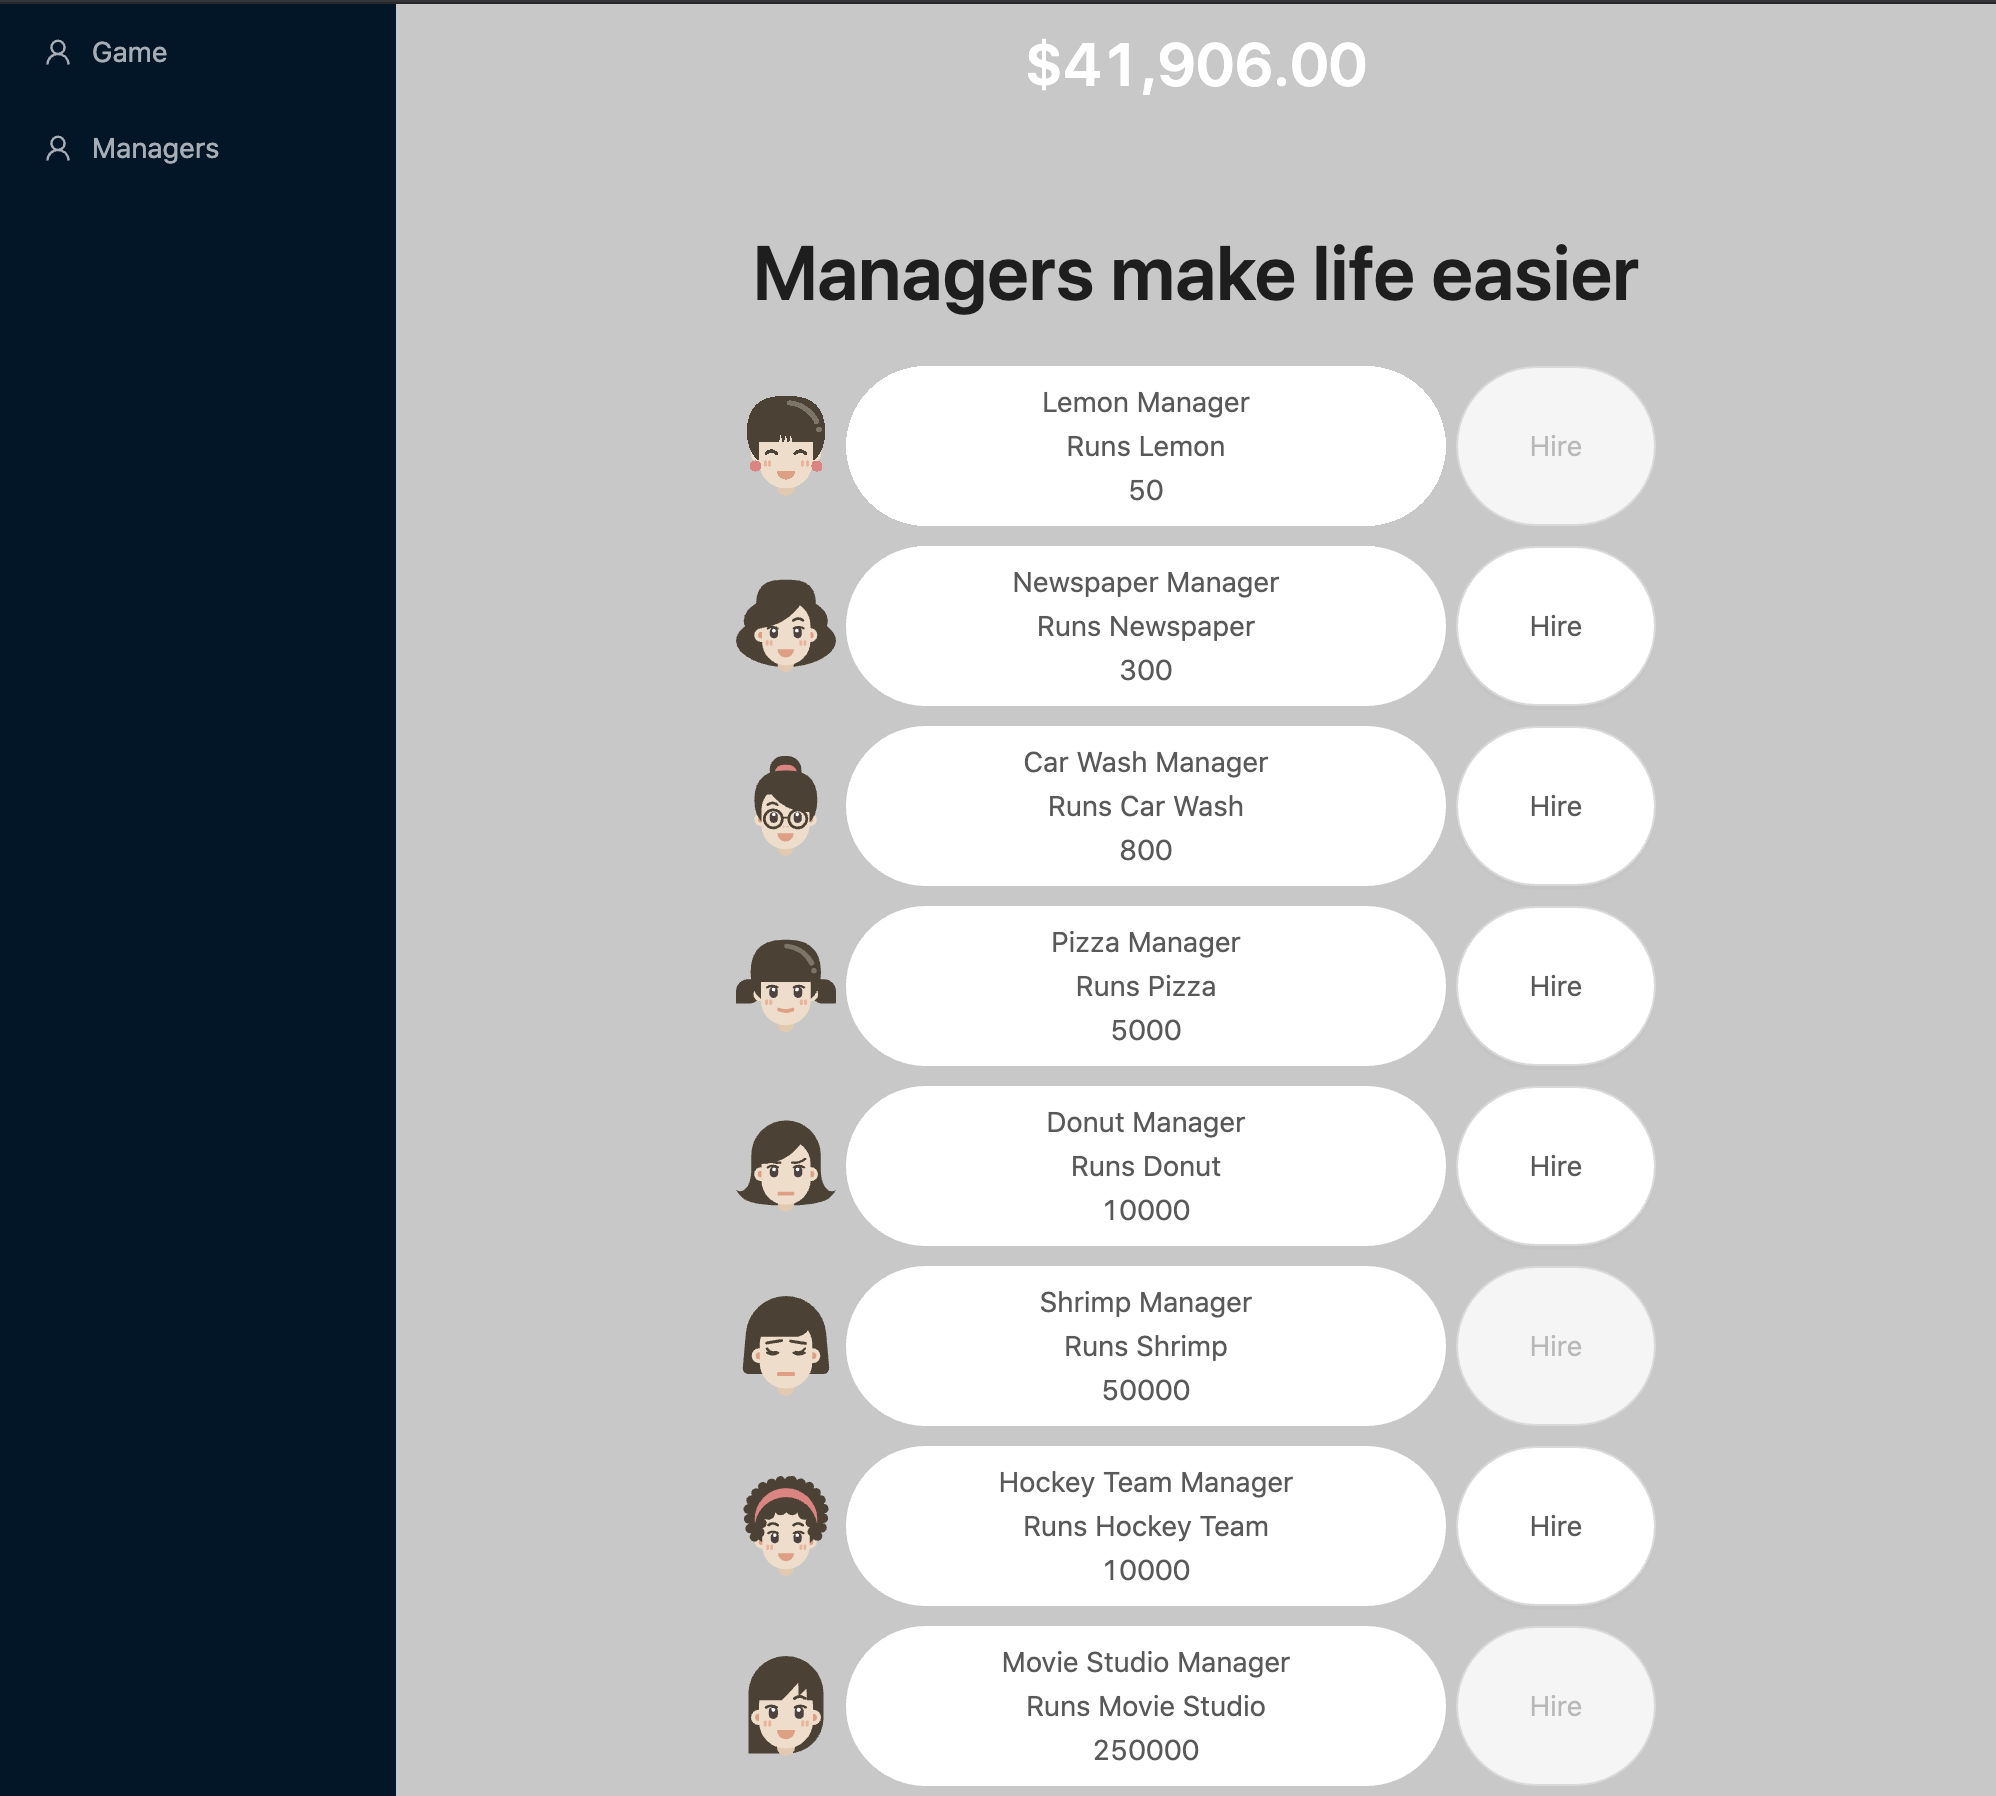 Game
Managers
$41,906.00
Managers make life easier
Lemon Manager
Runs Lemon
50
Hire
Newspaper Manager
Runs Newspaper
300
Hire
Car Wash Manager
Runs Car Wash
800
Hire
Pizza Manager
Runs Pizza
5000
Hire
Donut Manager
Runs Donut
10000
Hire
Shrimp Manager
Runs Shrimp
50000
Hire
Hockey Team Manager
Runs Hockey Team
10000
Hire
Movie Studio Manager
Runs Movie Studio
250000
Hire